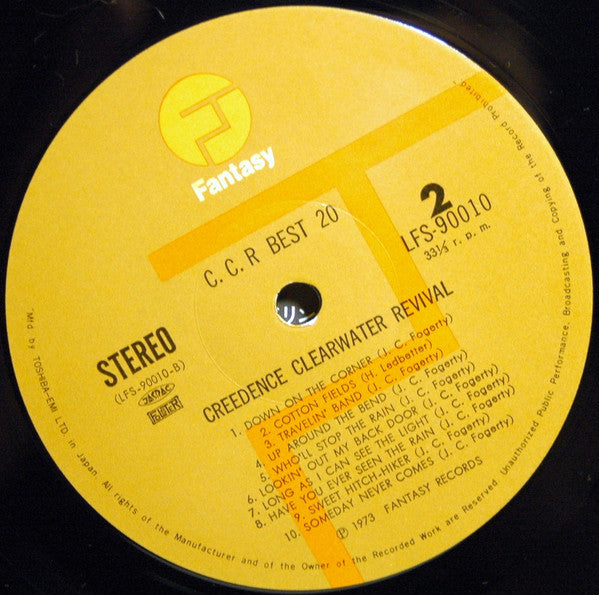 Fantasy
C. C. R BEST 20
2
LFS-90010
33⅓ r. p. m.
STEREO
(LFS-90010-B)
JASRAC
CREEDENCE CLEARWATER REVIVAL
1. DOWN ON THE CORNER (J. C. Fogerty)
2. COTTON FIELDS (H. Ledbetter)
3. TRAVELIN' BAND (J. C. Fogerty)
4. UP AROUND THE BEND (J. C. Fogerty)
5. WHO'LL STOP THE RAIN (J. C. Fogerty)
6. LOOKIN' OUT MY BACK DOOR (J. C. Fogerty)
7. LONG AS I CAN SEE THE LIGHT (J. C. Fogerty)
8. HAVE YOU EVER SEEN THE RAIN (J. C. Fogerty)
9. SWEET HITCH-HIKER (J. C. Fogerty)
10. SOMEDAY NEVER COMES (J. C. Fogerty)
Ⓟ 1973 FANTASY RECORDS
"Mfd by TOSHIBA-EMI LTD. in Japan. All rights of the Manufacturer and of the Owner of the Recorded Work are Reserved. Unauthorized Public Performance, Broadcasting and Copying of the Record Prohibited."